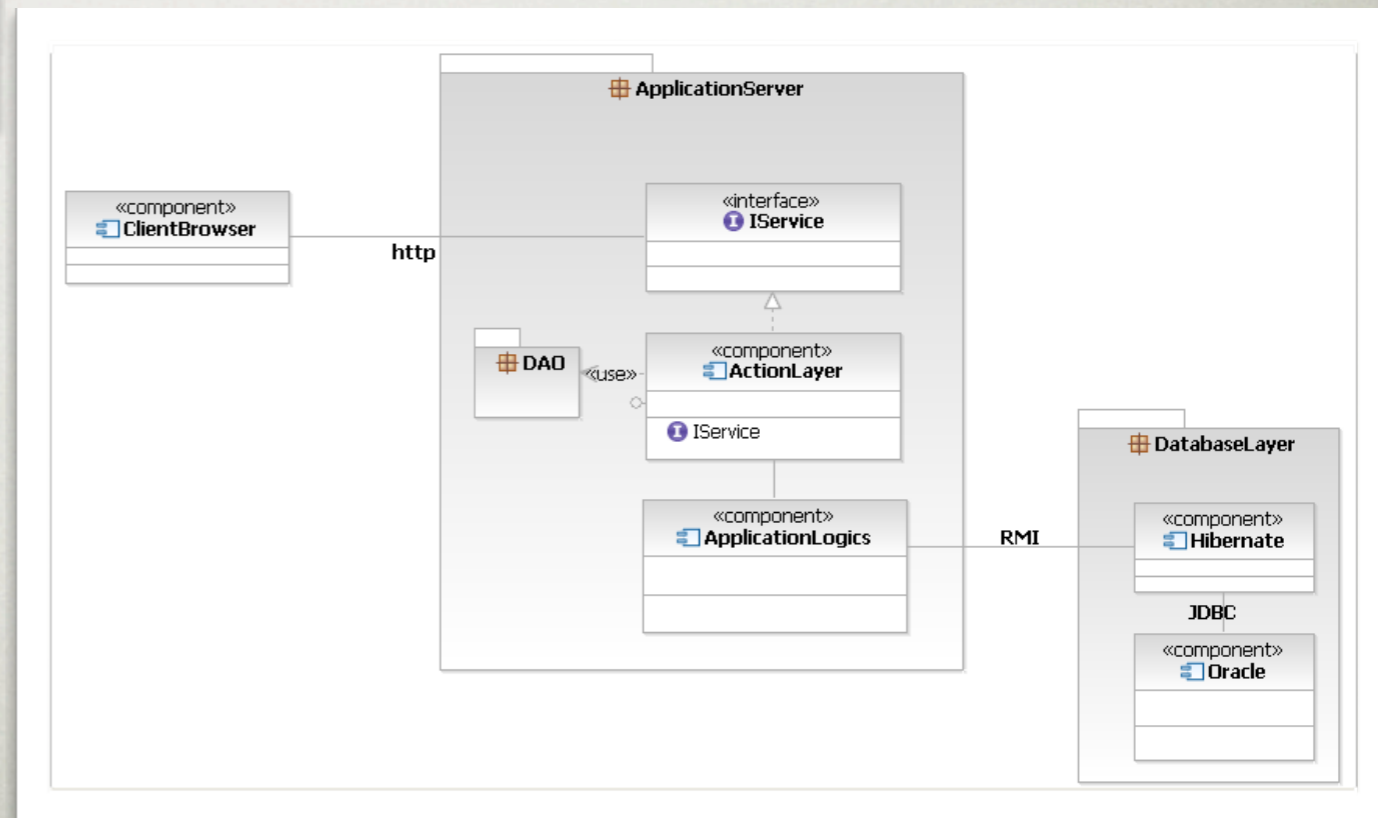 ApplicationServer
«component»
ClientBrowser
http
«interface»
IService
DAO
«use»
«component»
ActionLayer
IService
«component»
ApplicationLogics
RMI
DatabaseLayer
«component»
Hibernate
JDBC
«component»
Oracle